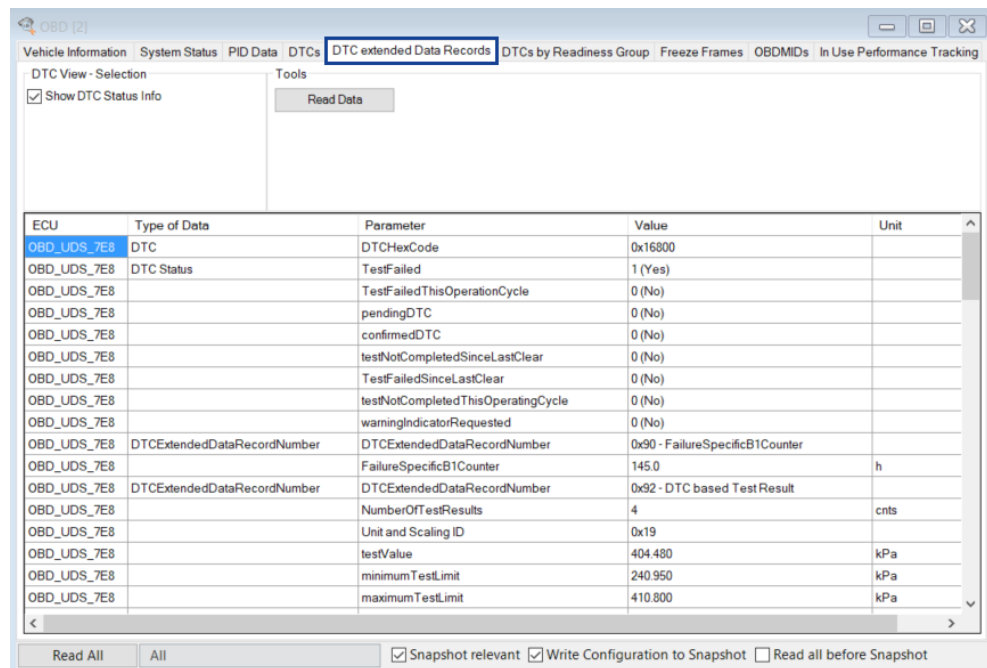 OBD [2]
Vehicle Information System Status PID Data DTCs DTC extended Data Records DTCs by Readiness Group Freeze Frames OBDMIDs In Use Performance Tracking
DTC View - Selection Tools
Show DTC Status Info Read Data
ECU Type of Data Parameter Value Unit
OBD_UDS_7E8 DTC DTCHexCode 0x16800
OBD_UDS_7E8 DTC Status TestFailed 1 (Yes)
OBD_UDS_7E8 TestFailedThisOperationCycle 0 (No)
OBD_UDS_7E8 pendingDTC 0 (No)
OBD_UDS_7E8 confirmedDTC 0 (No)
OBD_UDS_7E8 testNotCompletedSinceLastClear 0 (No)
OBD_UDS_7E8 TestFailedSinceLastClear 0 (No)
OBD_UDS_7E8 testNotCompletedThisOperatingCycle 0 (No)
OBD_UDS_7E8 warningIndicatorRequested 0 (No)
OBD_UDS_7E8 DTCExtendedDataRecordNumber DTCExtendedDataRecordNumber 0x90 - FailureSpecificB1Counter
OBD_UDS_7E8 FailureSpecificB1Counter 145.0 h
OBD_UDS_7E8 DTCExtendedDataRecordNumber DTCExtendedDataRecordNumber 0x92 - DTC based Test Result
OBD_UDS_7E8 NumberOfTestResults 4 cnts
OBD_UDS_7E8 Unit and Scaling ID 0x19
OBD_UDS_7E8 testValue 404.480 kPa
OBD_UDS_7E8 minimumTestLimit 240.950 kPa
OBD_UDS_7E8 maximumTestLimit 410.800 kPa
Read All All Snapshot relevant Write Configuration to Snapshot Read all before Snapshot